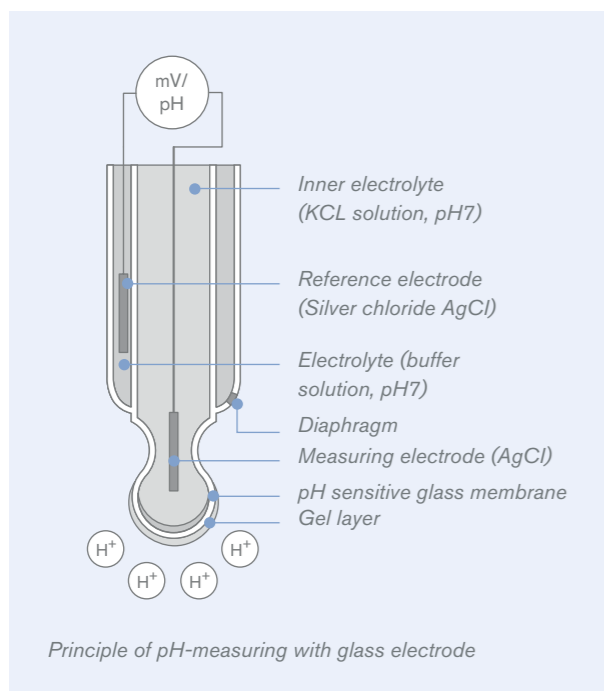 mV/
pH
Inner electrolyte
(KCL solution, pH7)
Reference electrode
(Silver chloride AgCl)
Electrolyte (buffer
solution, pH7)
Diaphragm
Measuring electrode (AgCl)
pH sensitive glass membrane
Gel layer
H⁺
H⁺
H⁺
H⁺
Principle of pH-measuring with glass electrode